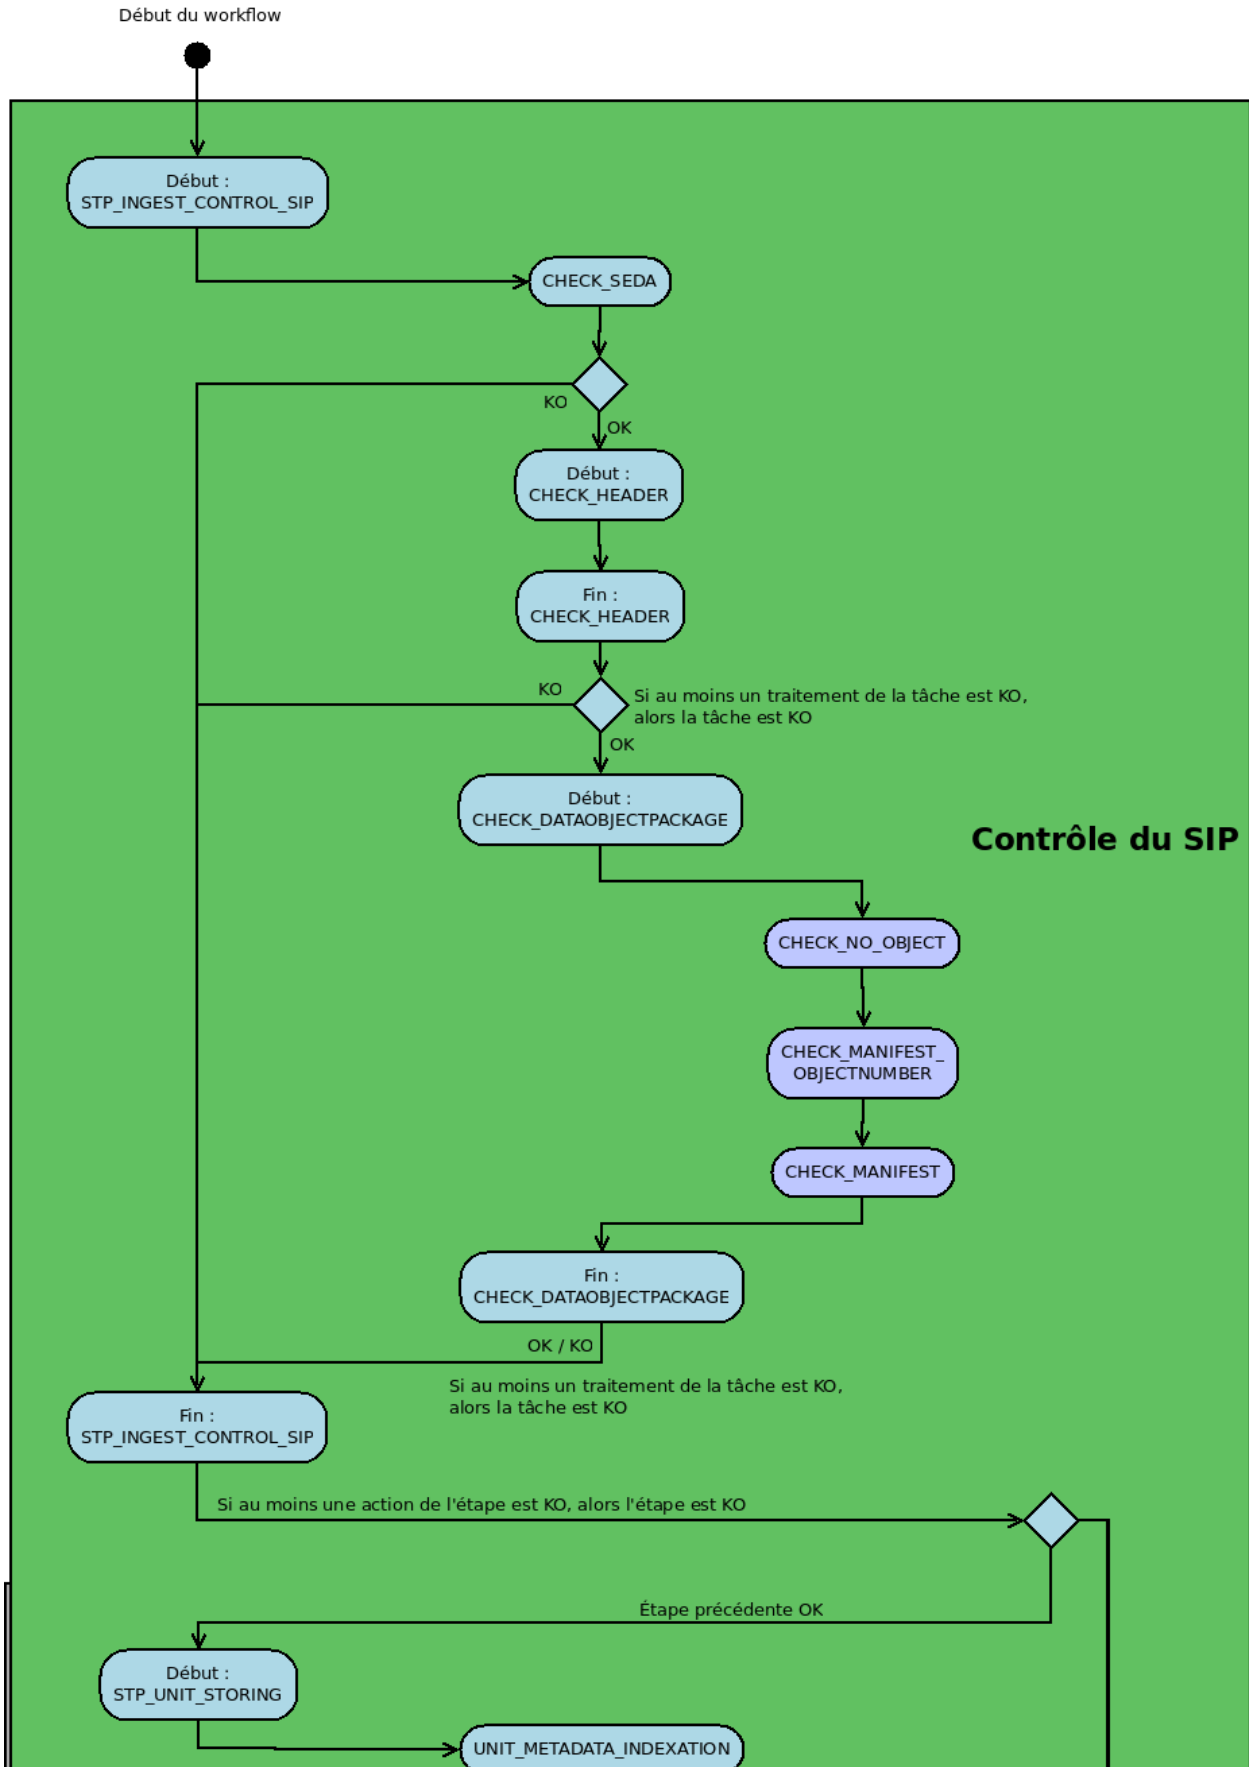 Début du workflow
Début :
STP_INGEST_CONTROL_SIP
CHECK_SEDA
KO
OK
Début :
CHECK_HEADER
Fin :
CHECK_HEADER
KO
Si au moins un traitement de la tâche est KO,
alors la tâche est KO
OK
Début :
CHECK_DATAOBJECTPACKAGE
Contrôle du SIP
CHECK_NO_OBJECT
CHECK_MANIFEST_
OBJECTNUMBER
CHECK_MANIFEST
Fin :
CHECK_DATAOBJECTPACKAGE
OK / KO
Si au moins un traitement de la tâche est KO,
alors la tâche est KO
Fin :
STP_INGEST_CONTROL_SIP
Si au moins une action de l'étape est KO, alors l'étape est KO
Étape précédente OK
Début :
STP_UNIT_STORING
UNIT_METADATA_INDEXATION